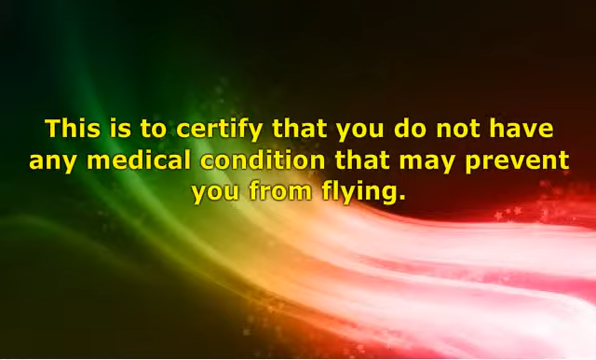 This is to certify that you do not have
any medical condition that may prevent
you from flying.